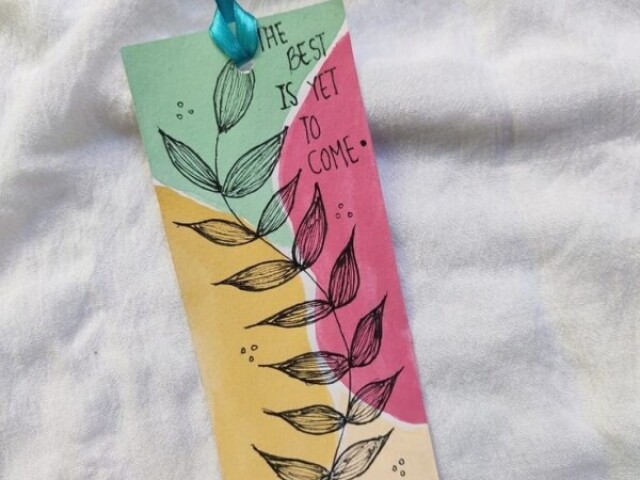 THE
BEST
IS YET
TO
COME.